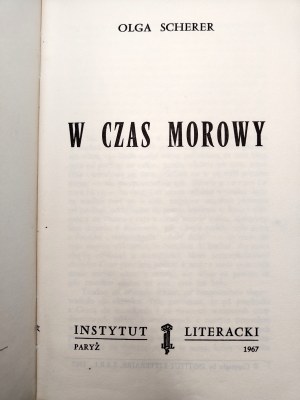 OLGA SCHERER
W CZAS MOROWY
INSTYTUT LITERACKI
PARYŻ 1967